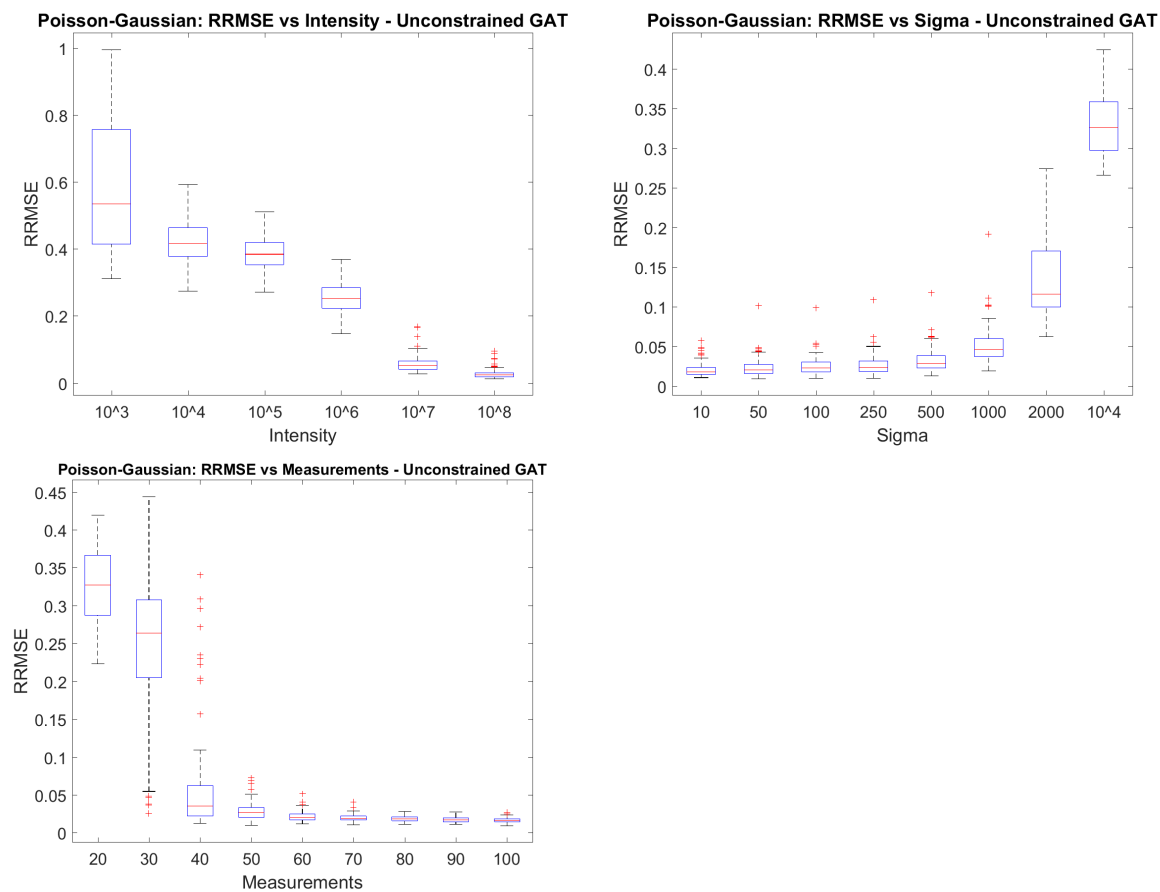 Poisson-Gaussian: RRMSE vs Intensity - Unconstrained GAT
1
0.8
0.6
0.4
0.2
0
RRMSE
10^3 10^4 10^5 10^6 10^7 10^8
Intensity
Poisson-Gaussian: RRMSE vs Sigma - Unconstrained GAT
0.4
0.35
0.3
0.25
0.2
0.15
0.1
0.05
0
RRMSE
10 50 100 250 500 1000 2000 10^4
Sigma
Poisson-Gaussian: RRMSE vs Measurements - Unconstrained GAT
0.45
0.4
0.35
0.3
0.25
0.2
0.15
0.1
0.05
0
RRMSE
20 30 40 50 60 70 80 90 100
Measurements